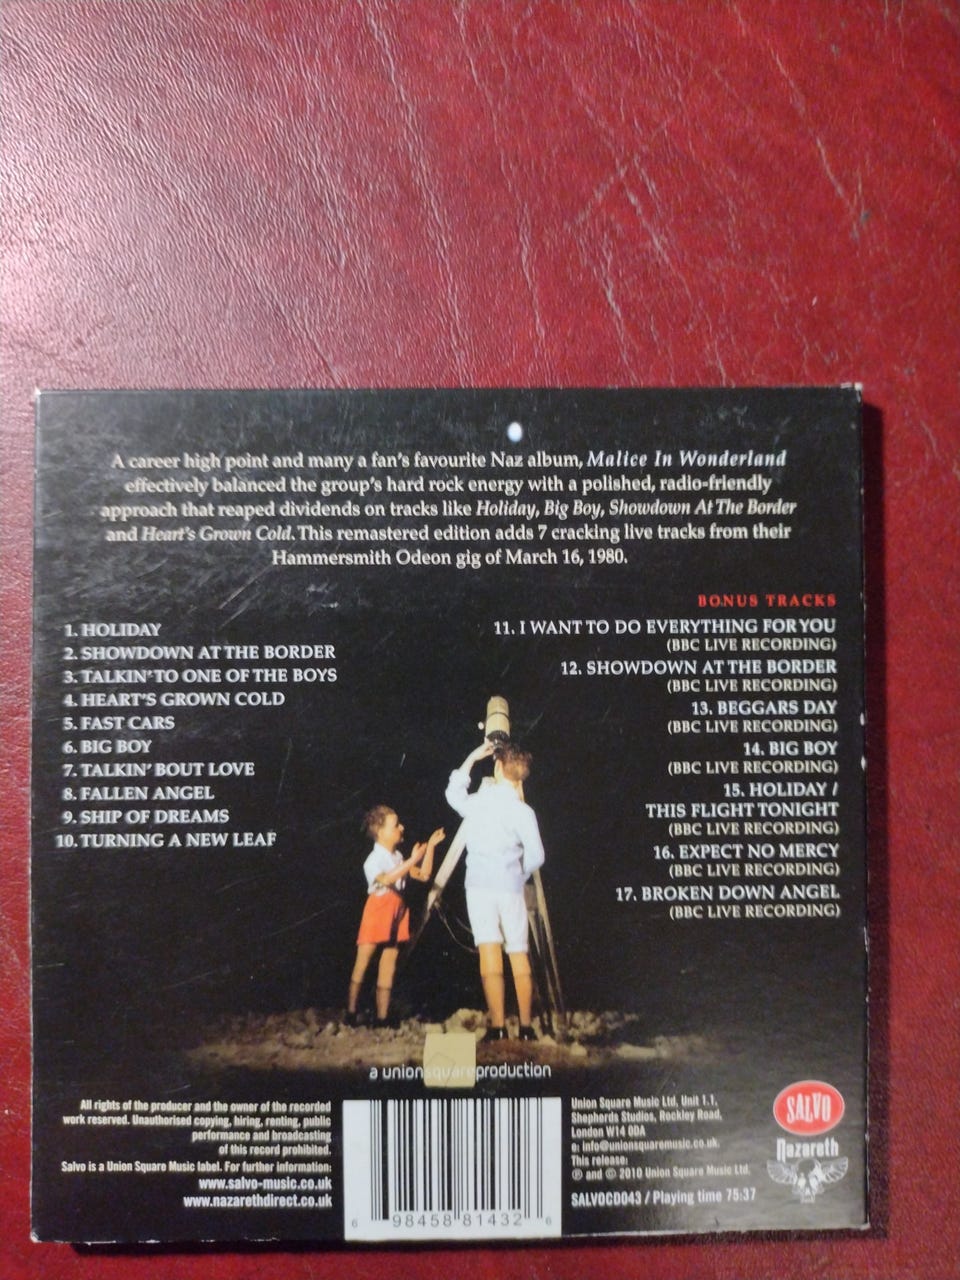 A career high point and many a fan's favourite Naz album, Malice In Wonderland
effectively balanced the group's hard rock energy with a polished, radio-friendly
approach that reaped dividends on tracks like Holiday, Big Boy, Showdown At The Border
and Heart's Grown Cold. This remastered edition adds 7 cracking live tracks from their
Hammersmith Odeon gig of March 16, 1980.
1. HOLIDAY
2. SHOWDOWN AT THE BORDER
3. TALKIN' TO ONE OF THE BOYS
4. HEART'S GROWN COLD
5. FAST CARS
6. BIG BOY
7. TALKIN' BOUT LOVE
8. FALLEN ANGEL
9. SHIP OF DREAMS
10. TURNING A NEW LEAF
BONUS TRACKS
11. I WANT TO DO EVERYTHING FOR YOU
(BBC LIVE RECORDING)
12. SHOWDOWN AT THE BORDER
(BBC LIVE RECORDING)
13. BEGGARS DAY
(BBC LIVE RECORDING)
14. BIG BOY
(BBC LIVE RECORDING)
15. HOLIDAY /
THIS FLIGHT TONIGHT
(BBC LIVE RECORDING)
16. EXPECT NO MERCY
(BBC LIVE RECORDING)
17. BROKEN DOWN ANGEL
(BBC LIVE RECORDING)
a unionsquareproduction
All rights of the producer and the owner of the recorded
work reserved. Unauthorised copying, hiring, renting, public
performance and broadcasting
of this record prohibited.
Salvo is a Union Square Music label. For further information:
www.salvo-music.co.uk
www.nazarethdirect.co.uk
6 98458 81432 6
Union Square Music Ltd, Unit 1.1,
Shepherds Studios, Rockley Road,
London W14 0DA
e: info@unionsquaremusic.co.uk.
This release:
℗ and © 2010 Union Square Music Ltd.
SALVOCD043 / Playing time 75:37
SALVO
Nazareth